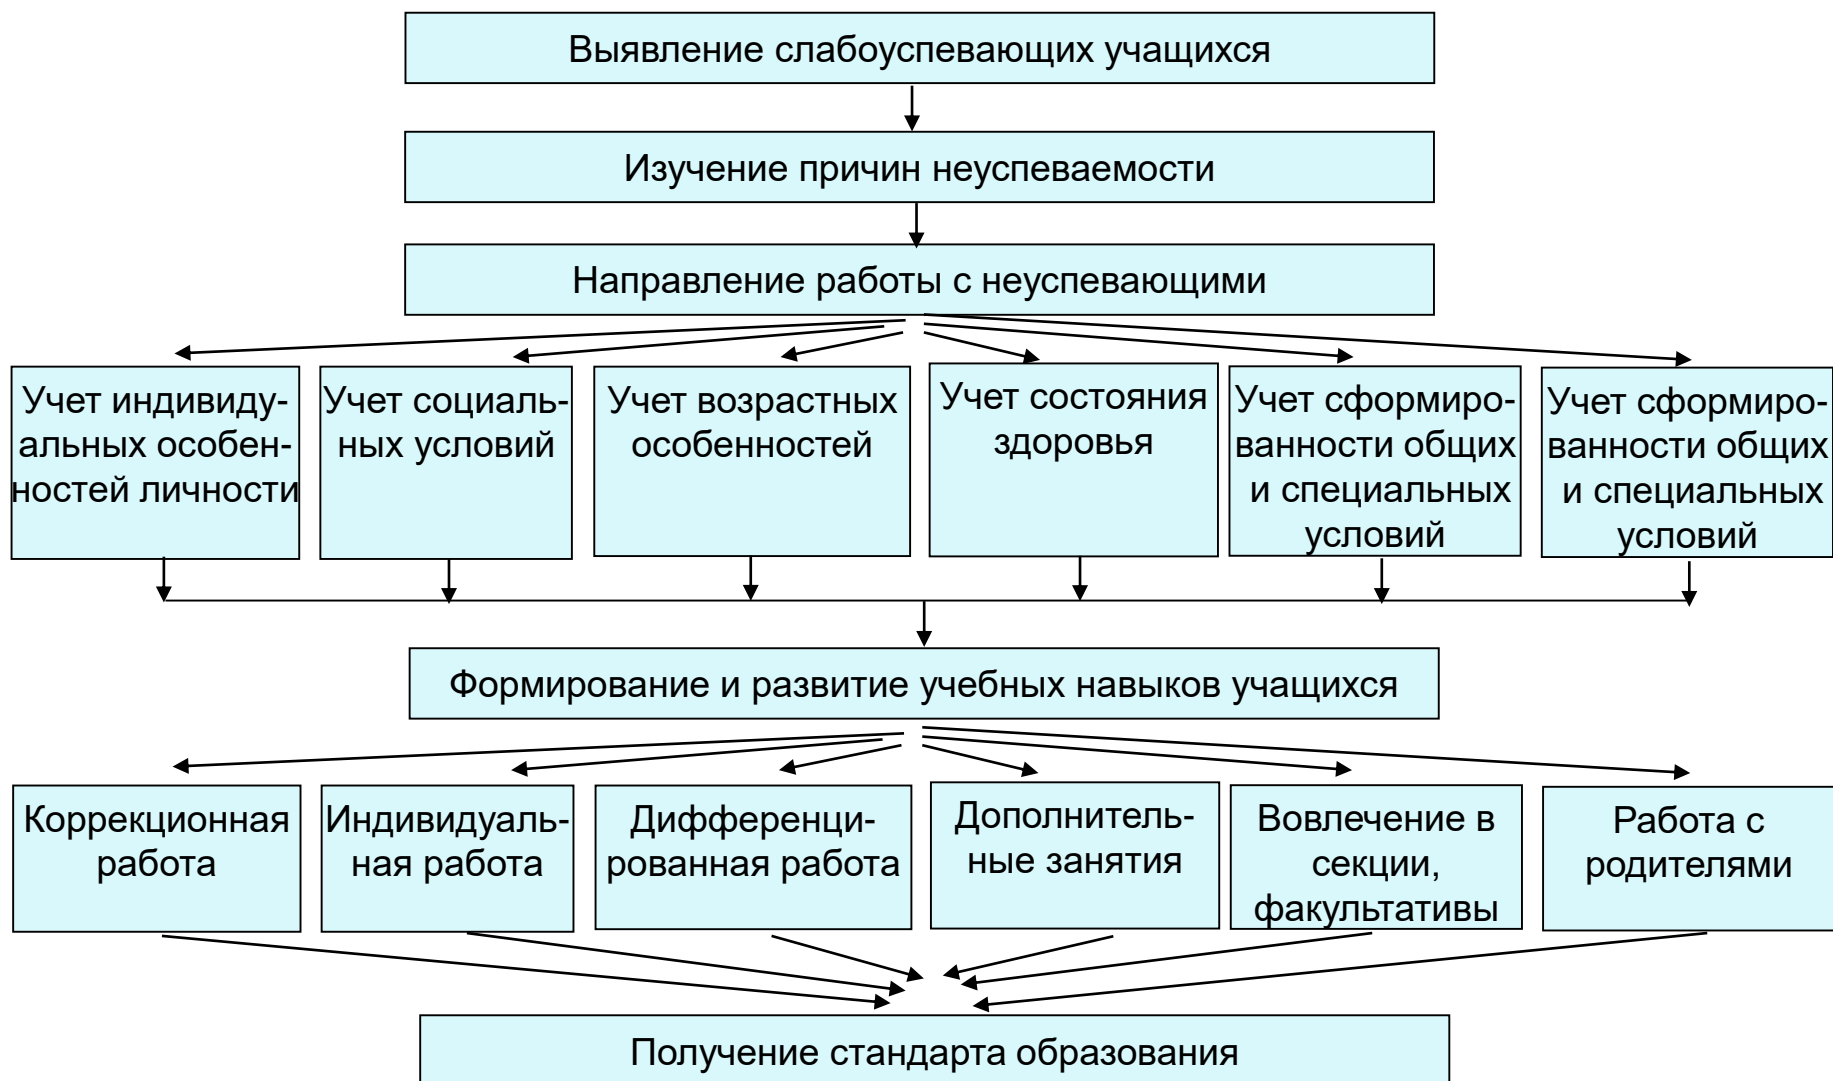 Выявление слабоуспевающих учащихся
Изучение причин неуспеваемости
Направление работы с неуспевающими
Учет индивиду-
альных особен-
ностей личности
Учет социаль-
ных условий
Учет возрастных
особенностей
Учет состояния
здоровья
Учет сформиро-
ванности общих
и специальных
условий
Учет сформиро-
ванности общих
и специальных
условий
Формирование и развитие учебных навыков учащихся
Коррекционная
работа
Индивидуаль-
ная работа
Дифференци-
рованная работа
Дополнитель-
ные занятия
Вовлечение в
секции,
факультативы
Работа с
родителями
Получение стандарта образования